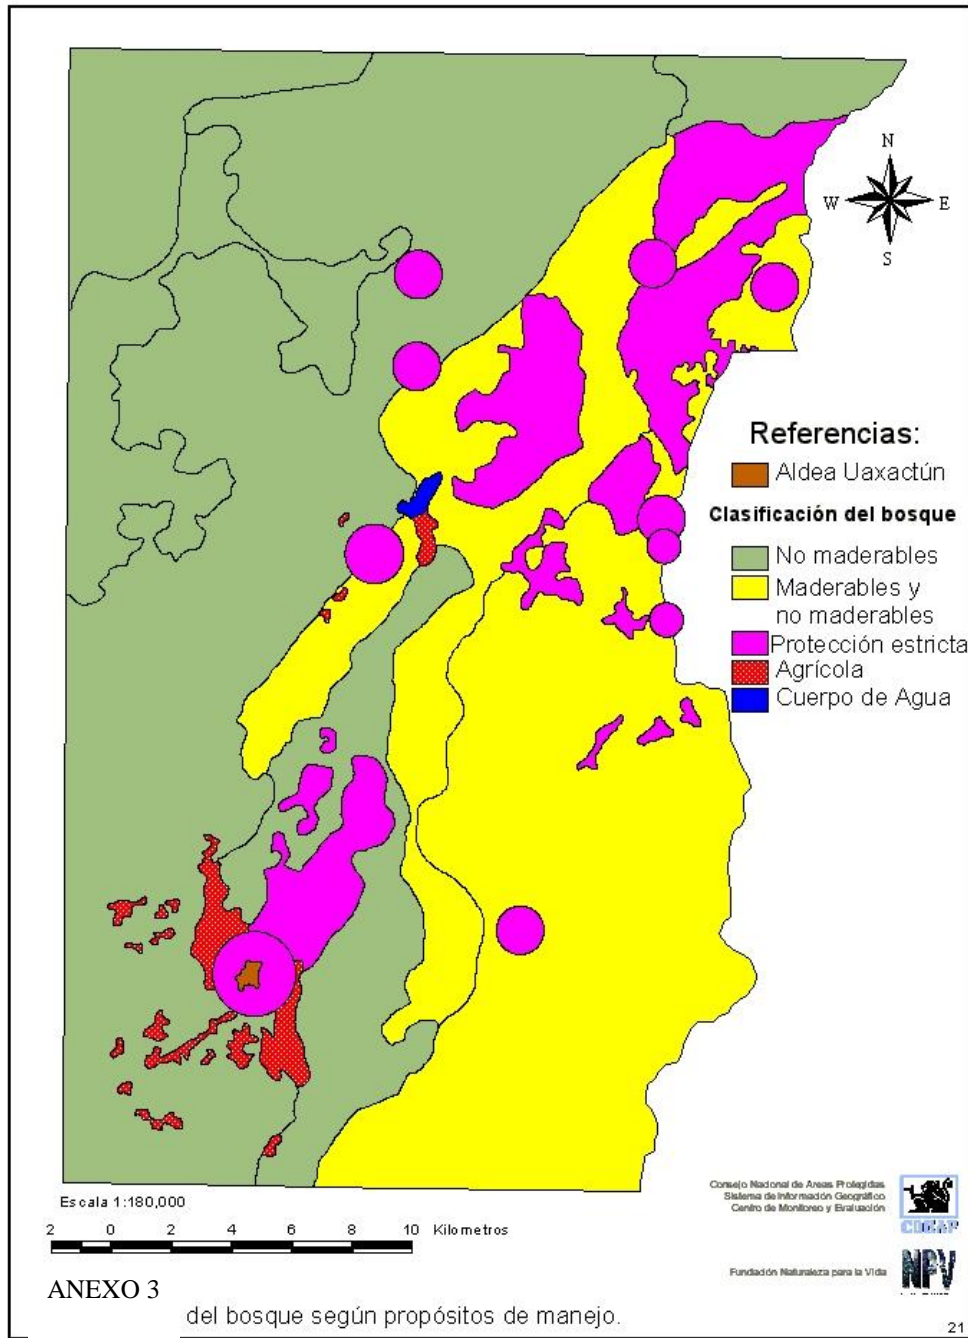 N
W E
S
Referencias:
Aldea Uaxactún
Clasificación del bosque
No maderables
Maderables y
no maderables
Protección estricta
Agrícola
Cuerpo de Agua
Escala 1:180,000
2 0 2 4 6 8 10 Kilometros
Consejo Nacional de Areas Protegidas
Sistema de Información Geográfico
Centro de Monitoreo y Evaluación
CONAP
Fundación Naturaleza para la Vida
NPV
ANEXO 3
del bosque según propósitos de manejo.
21